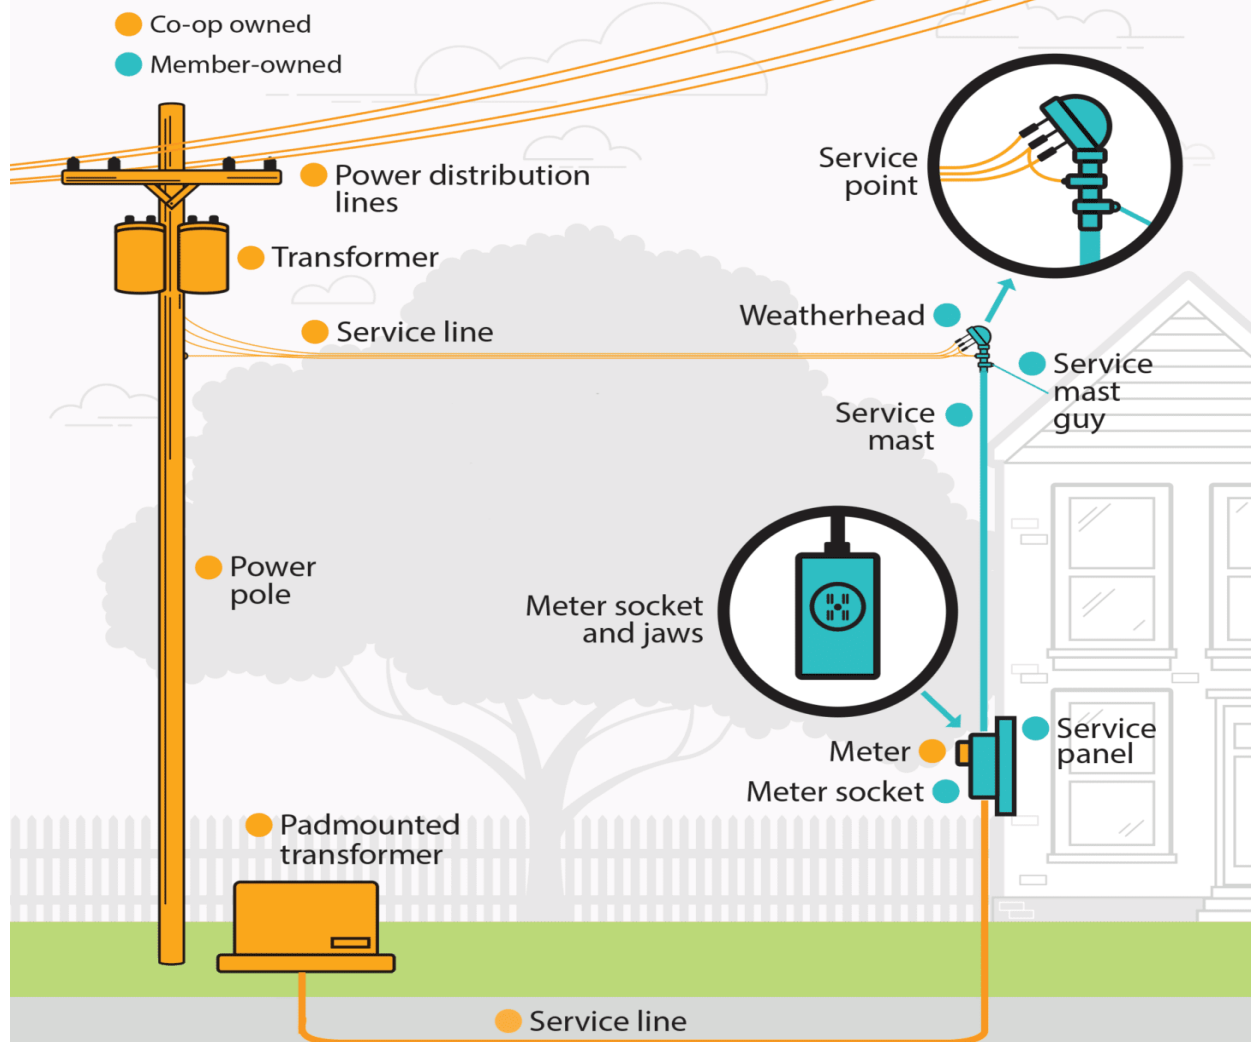 Co-op owned
Member-owned
Service
point
Power distribution
lines
Transformer
Weatherhead
Service line
Service
mast
guy
Service
mast
Power
pole
Meter socket
and jaws
Service
panel
Meter
Meter socket
Padmounted
transformer
Service line